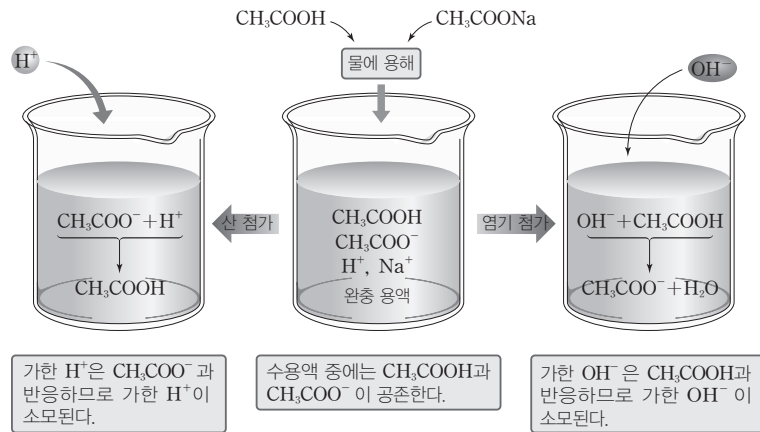 CH₃COOH CH₃COONa
물에 용해
H⁺
OH⁻
CH₃COO⁻+H⁺
CH₃COOH
산 첨가
CH₃COOH
CH₃COO⁻
H⁺, Na⁺
완충 용액
염기 첨가
OH⁻+CH₃COOH
CH₃COO⁻+H₂O
가한 H⁺은 CH₃COO⁻과
반응하므로 가한 H⁺이
소모된다.
수용액 중에는 CH₃COOH과
CH₃COO⁻이 공존한다.
가한 OH⁻은 CH₃COOH과
반응하므로 가한 OH⁻이
소모된다.